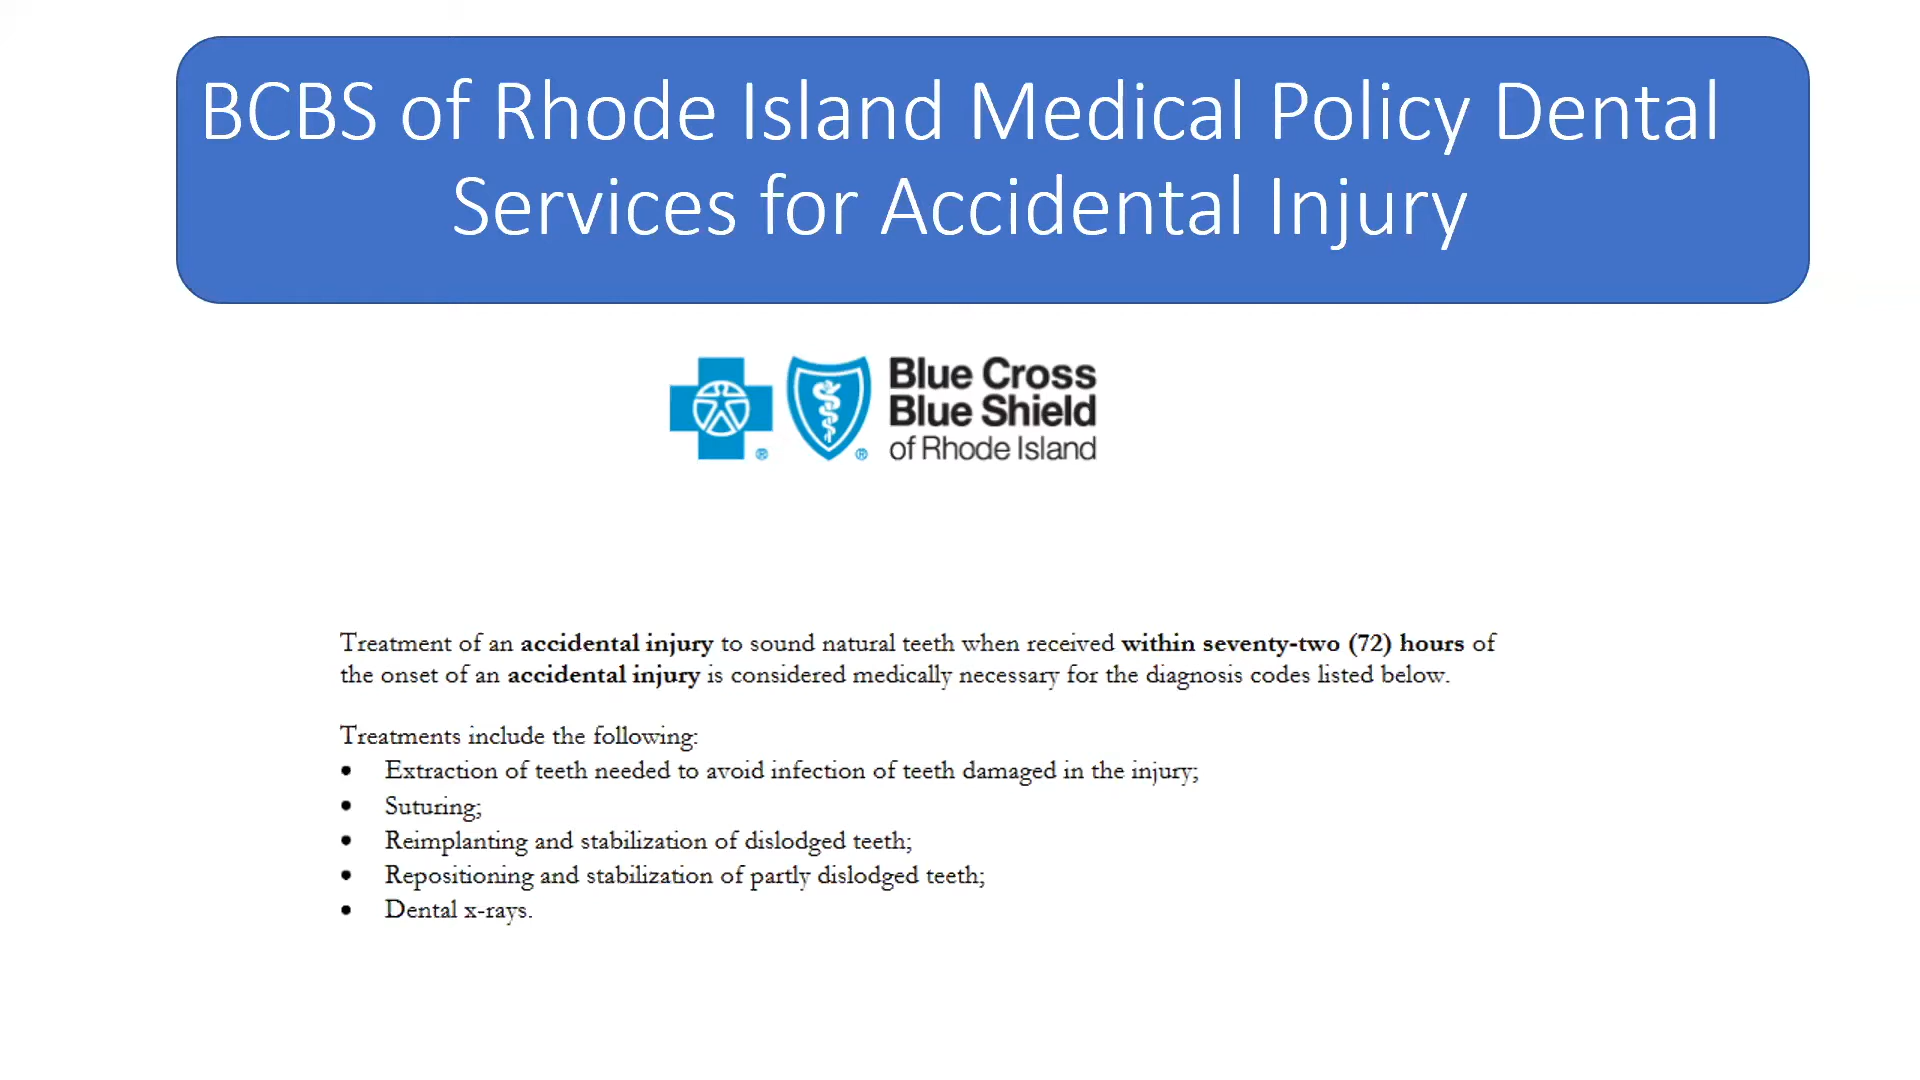 BCBS of Rhode Island Medical Policy Dental
Services for Accidental Injury
Blue Cross
Blue Shield
of Rhode Island
® ®
Treatment of an accidental injury to sound natural teeth when received within seventy-two (72) hours of
the onset of an accidental injury is considered medically necessary for the diagnosis codes listed below.
Treatments include the following:
• Extraction of teeth needed to avoid infection of teeth damaged in the injury;
• Suturing;
• Reimplanting and stabilization of dislodged teeth;
• Repositioning and stabilization of partly dislodged teeth;
• Dental x-rays.